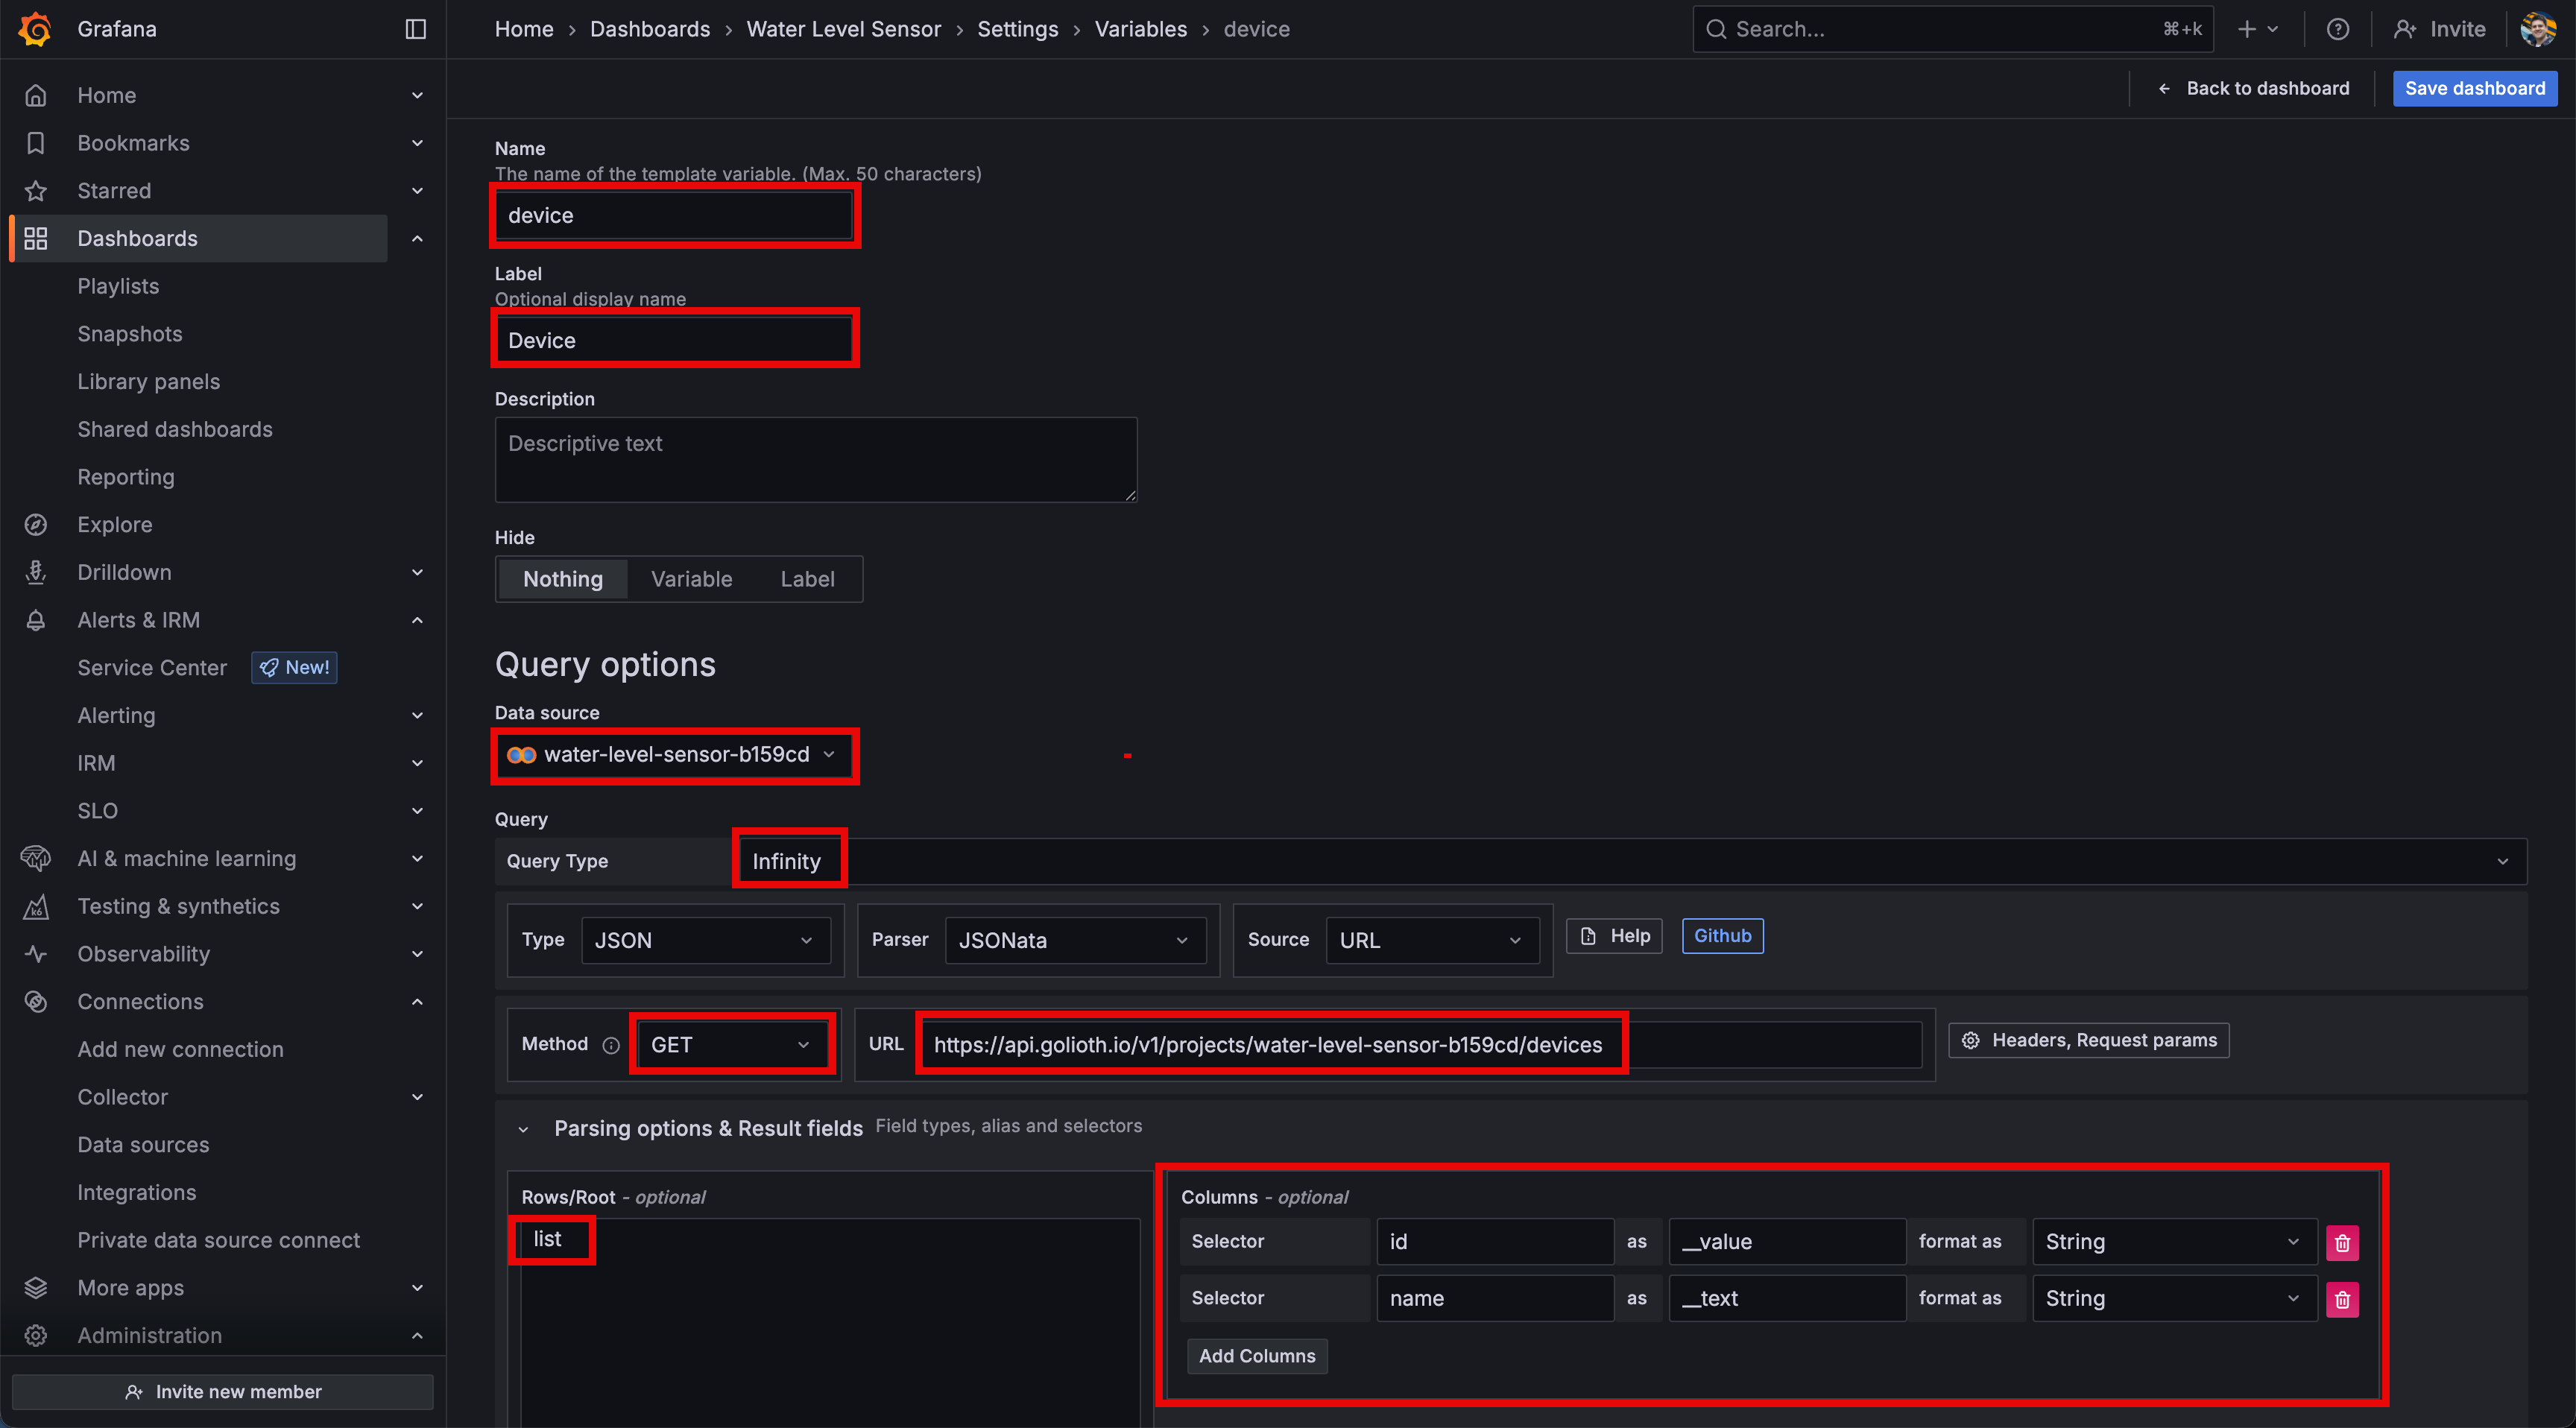 Grafana
Home › Dashboards › Water Level Sensor › Settings › Variables › device
Search...
⌘+k
Invite
Back to dashboard
Save dashboard
Home
Bookmarks
Starred
Dashboards
Playlists
Snapshots
Library panels
Shared dashboards
Reporting
Explore
Drilldown
Alerts & IRM
Service Center
New!
Alerting
IRM
SLO
AI & machine learning
Testing & synthetics
Observability
Connections
Add new connection
Collector
Data sources
Integrations
Private data source connect
More apps
Administration
Invite new member
Name
The name of the template variable. (Max. 50 characters)
device
Label
Optional display name
Device
Description
Descriptive text
Hide
Nothing Variable Label
Query options
Data source
water-level-sensor-b159cd
Query
Query Type Infinity
Type JSON Parser JSONata Source URL Help Github
Method GET URL https://api.golioth.io/v1/projects/water-level-sensor-b159cd/devices Headers, Request params
Parsing options & Result fields Field types, alias and selectors
Rows/Root - optional
list
Columns - optional
Selector id as __value format as String
Selector name as __text format as String
Add Columns